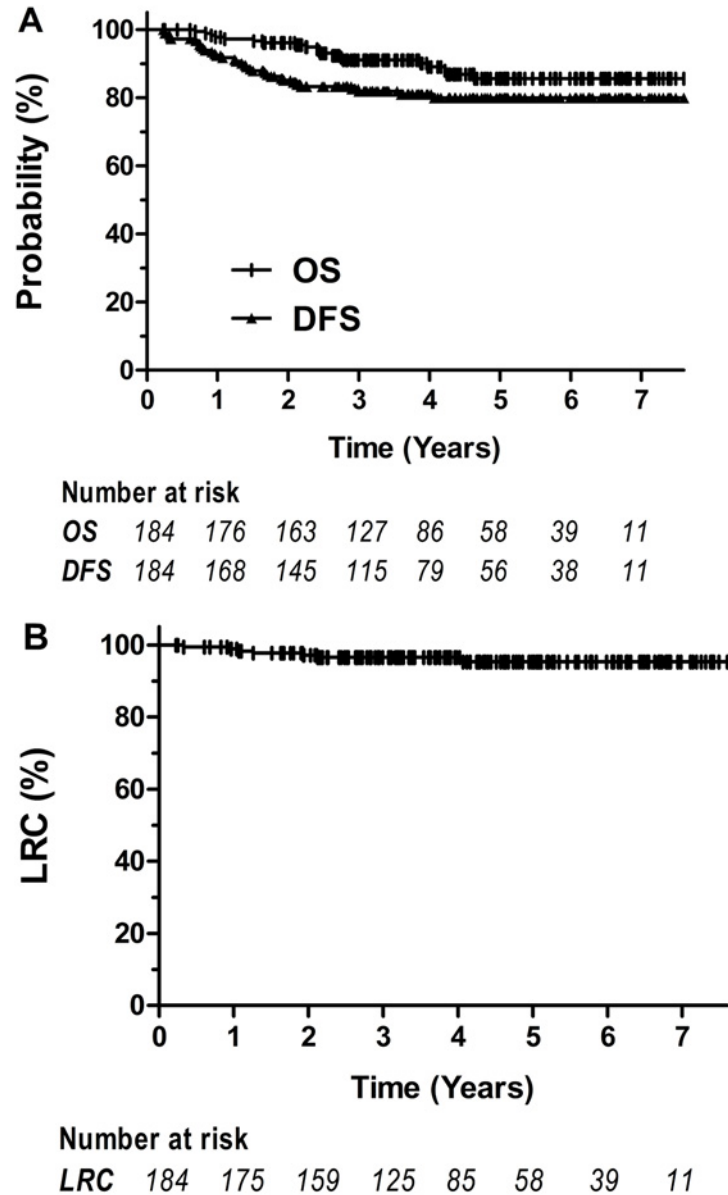 A
Probability (%)
100
80
60
40
20
0
OS
DFS
0 1 2 3 4 5 6 7
Time (Years)
Number at risk
OS 184 176 163 127 86 58 39 11
DFS 184 168 145 115 79 56 38 11
B
LRC (%)
100
80
60
40
20
0
0 1 2 3 4 5 6 7
Time (Years)
Number at risk
LRC 184 175 159 125 85 58 39 11